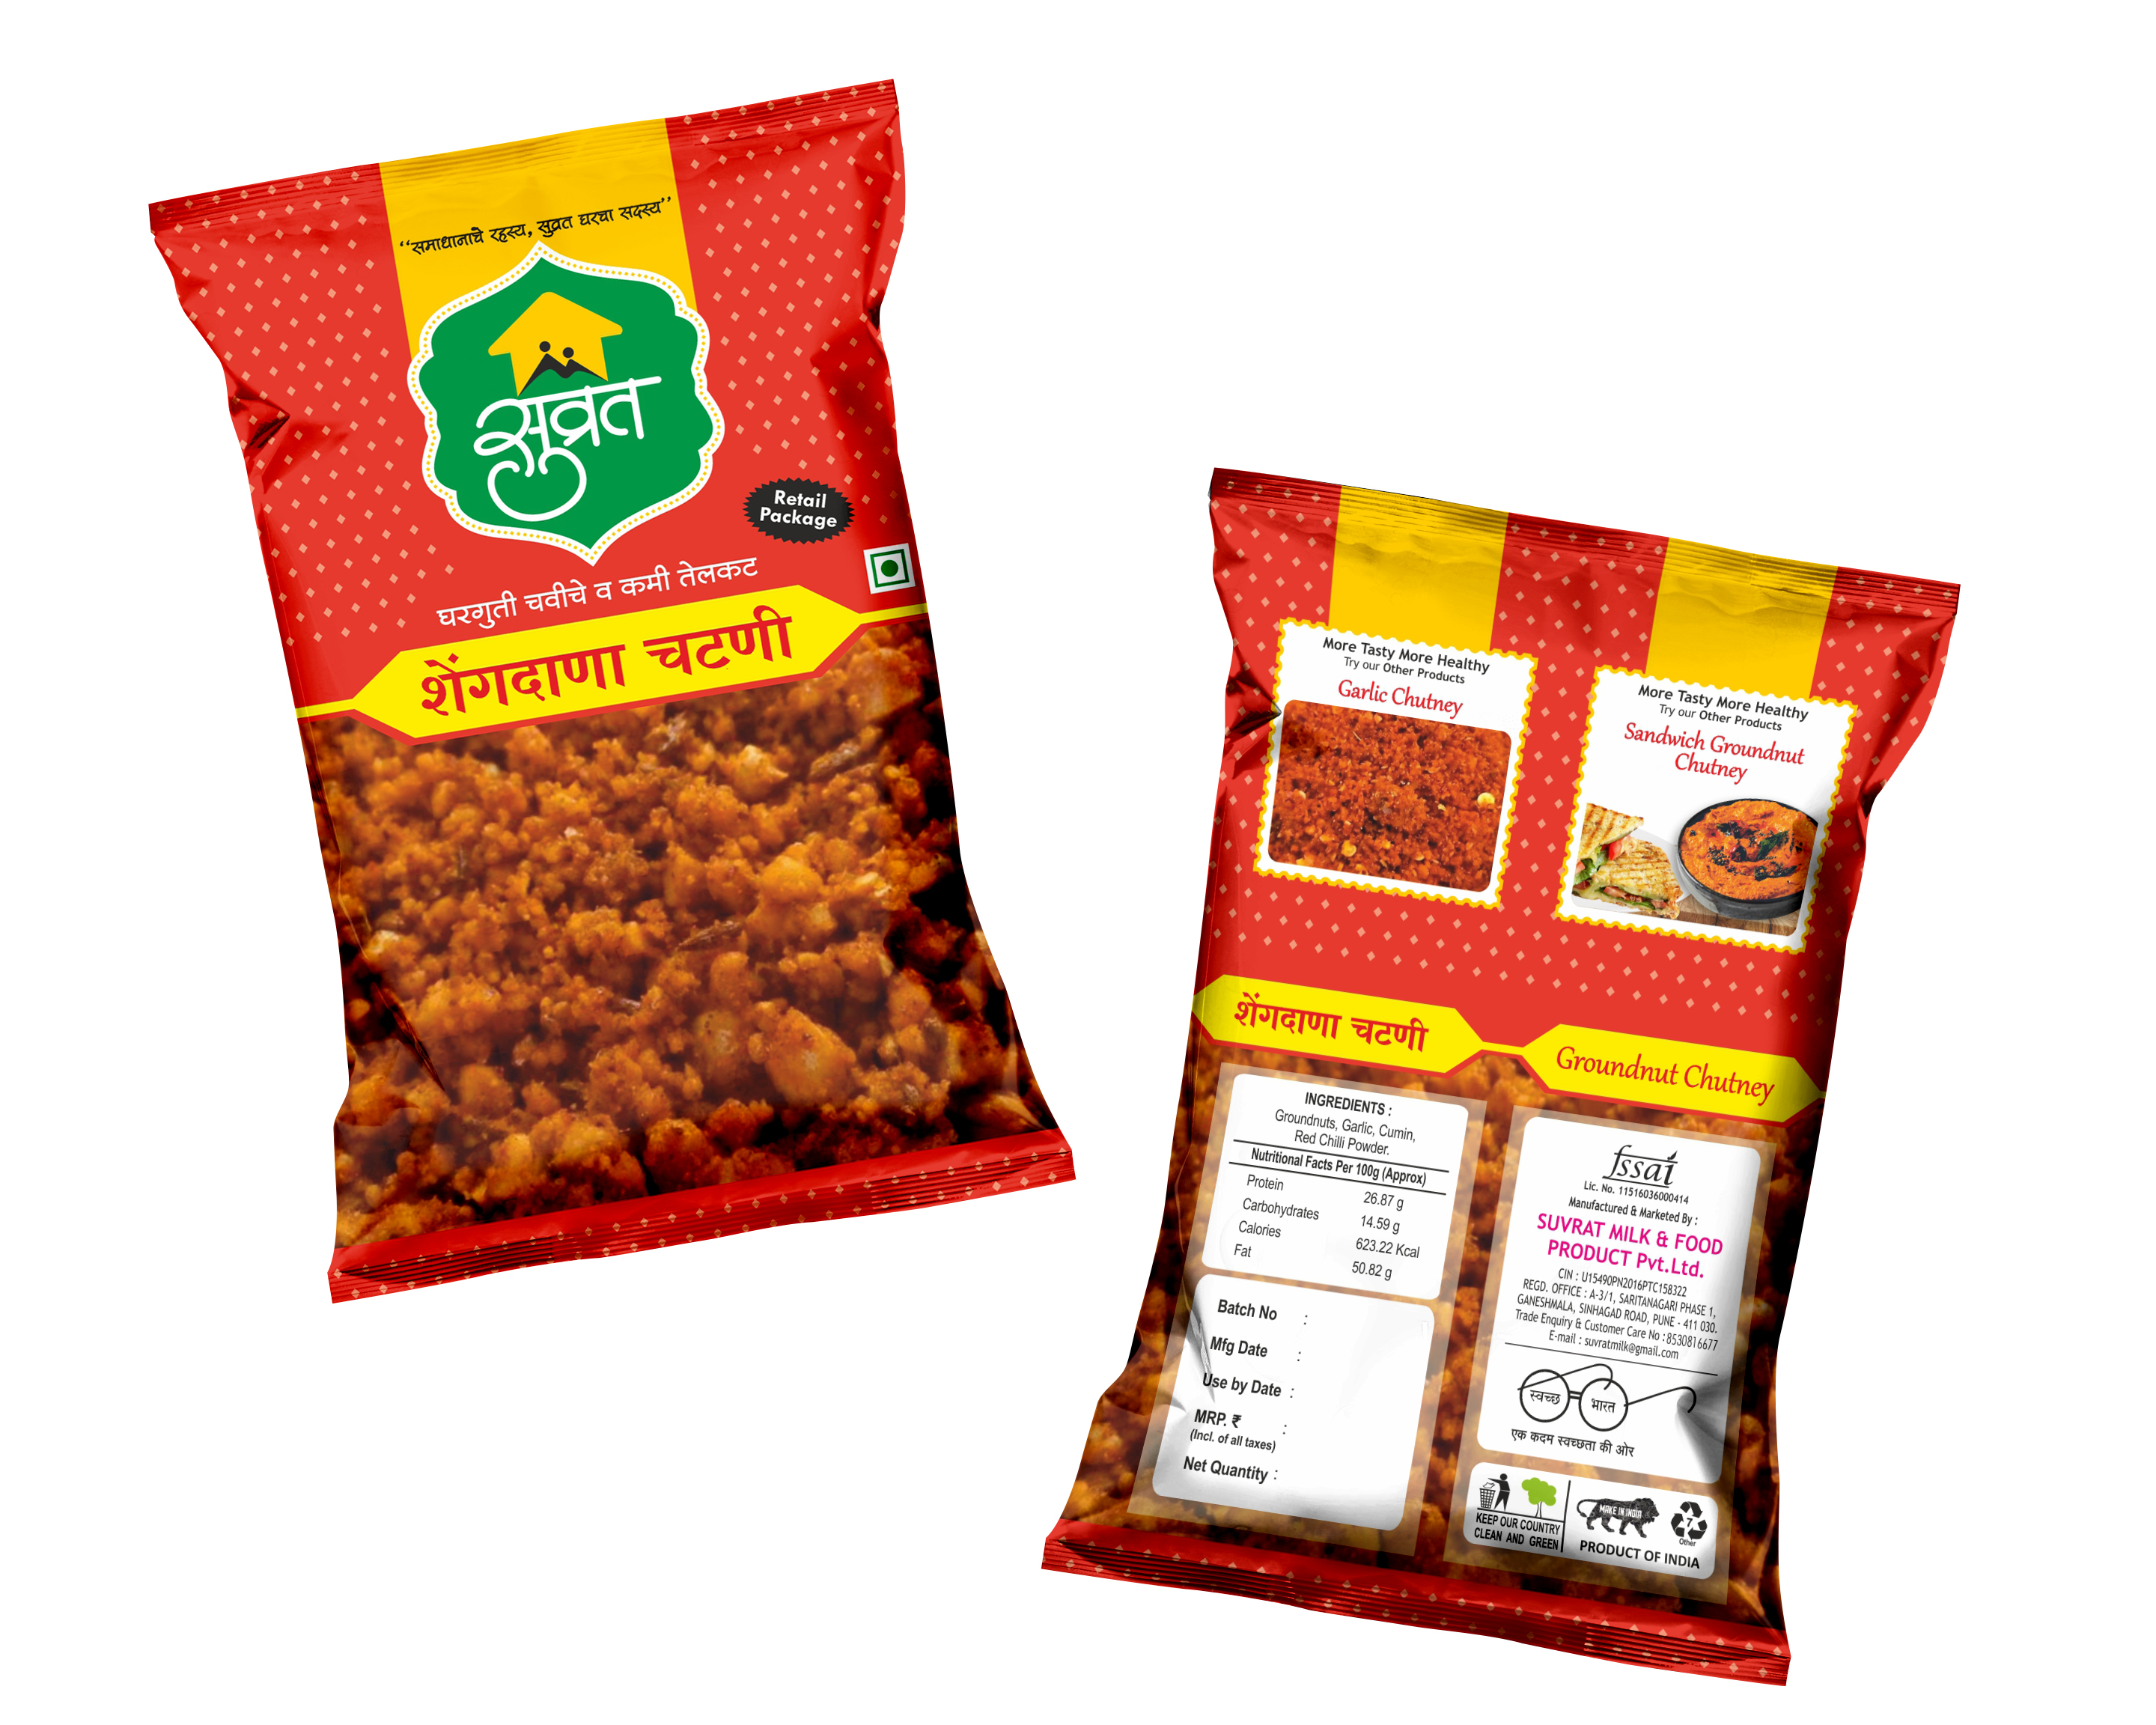 “समाधानाचे रहस्य, सुव्रत घरचा सदस्य”
सुव्रत
Retail
Package
घरगुती चवीचे व कमी तेलकट
शेंगदाणा चटणी
More Tasty More Healthy
Try our Other Products
Garlic Chutney
More Tasty More Healthy
Try our Other Products
Sandwich Groundnut
Chutney
शेंगदाणा चटणी
Groundnut Chutney
INGREDIENTS :
Groundnuts, Garlic, Cumin,
Red Chilli Powder.
Nutritional Facts Per 100g (Approx)
Protein 26.87 g
Carbohydrates 14.59 g
Calories 623.22 Kcal
Fat 50.82 g
Batch No :
Mfg Date :
Use by Date :
MRP. ₹ :
(Incl. of all taxes)
Net Quantity :
fssai
Lic. No. 11516036000414
Manufactured & Marketed By :
SUVRAT MILK & FOOD
PRODUCT Pvt.Ltd.
CIN : U15490PN2016PTC158322
REGD. OFFICE : A-3/1, SARITANAGARI PHASE 1,
GANESHMALA, SINHAGAD ROAD, PUNE - 411 030.
Trade Enquiry & Customer Care No :8530816677
E-mail : suvratmilk@gmail.com
स्वच्छ भारत
एक कदम स्वच्छता की ओर
KEEP OUR COUNTRY
CLEAN AND GREEN
MAKE IN INDIA
7
Other
PRODUCT OF INDIA